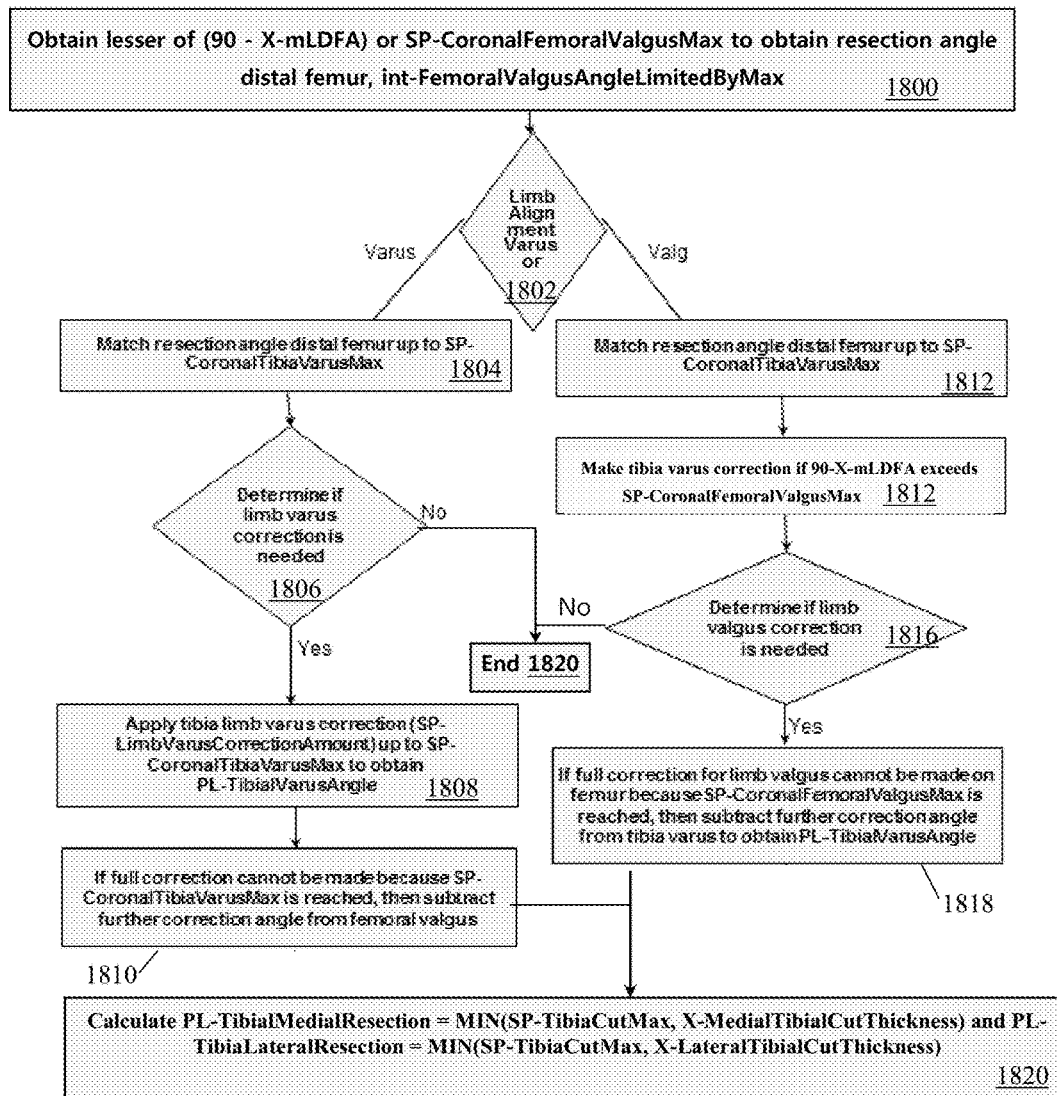 Obtain lesser of (90 - X-mLDFA) or SP-CoronalFemoralValgusMax to obtain resection angle
distal femur, int-FemoralValgusAngleLimitedByMax
1800
Limb
Align
ment
Varus
or
1802
Varus
Valg
Match resection angle distal femur up to SP-
CoronalTibiaVarusMax
1804
Match resection angle distal femur up to SP-
CoronalTibiaVarusMax
1812
Make tibia varus correction if 90-X-mLDFA exceeds
SP-CoronalFemoralValgusMax 1812
Determine if
limb varus
correction is
needed
1806
No
Yes
Determine if limb
valgus correction
is needed
1816
No
Yes
End 1820
Apply tibia limb varus correction (SP-
LimbVarusCorrectionAmount) up to SP-
CoronalTibiaVarusMax to obtain
PL-TibialVarusAngle
1808
If full correction for limb valgus cannot be made on
femur because SP-CoronalFemoralValgusMax is
reached, then subtract further correction angle
from tibia varus to obtain PL-TibialVarusAngle
1818
If full correction cannot be made because SP-
CoronalTibiaVarusMax is reached, then subtract
further correction angle from femoral valgus
1810
Calculate PL-TibialMedialResection = MIN(SP-TibiaCutMax, X-MedialTibialCutThickness) and PL-
TibiaLateralResection = MIN(SP-TibiaCutMax, X-LateralTibialCutThickness)
1820